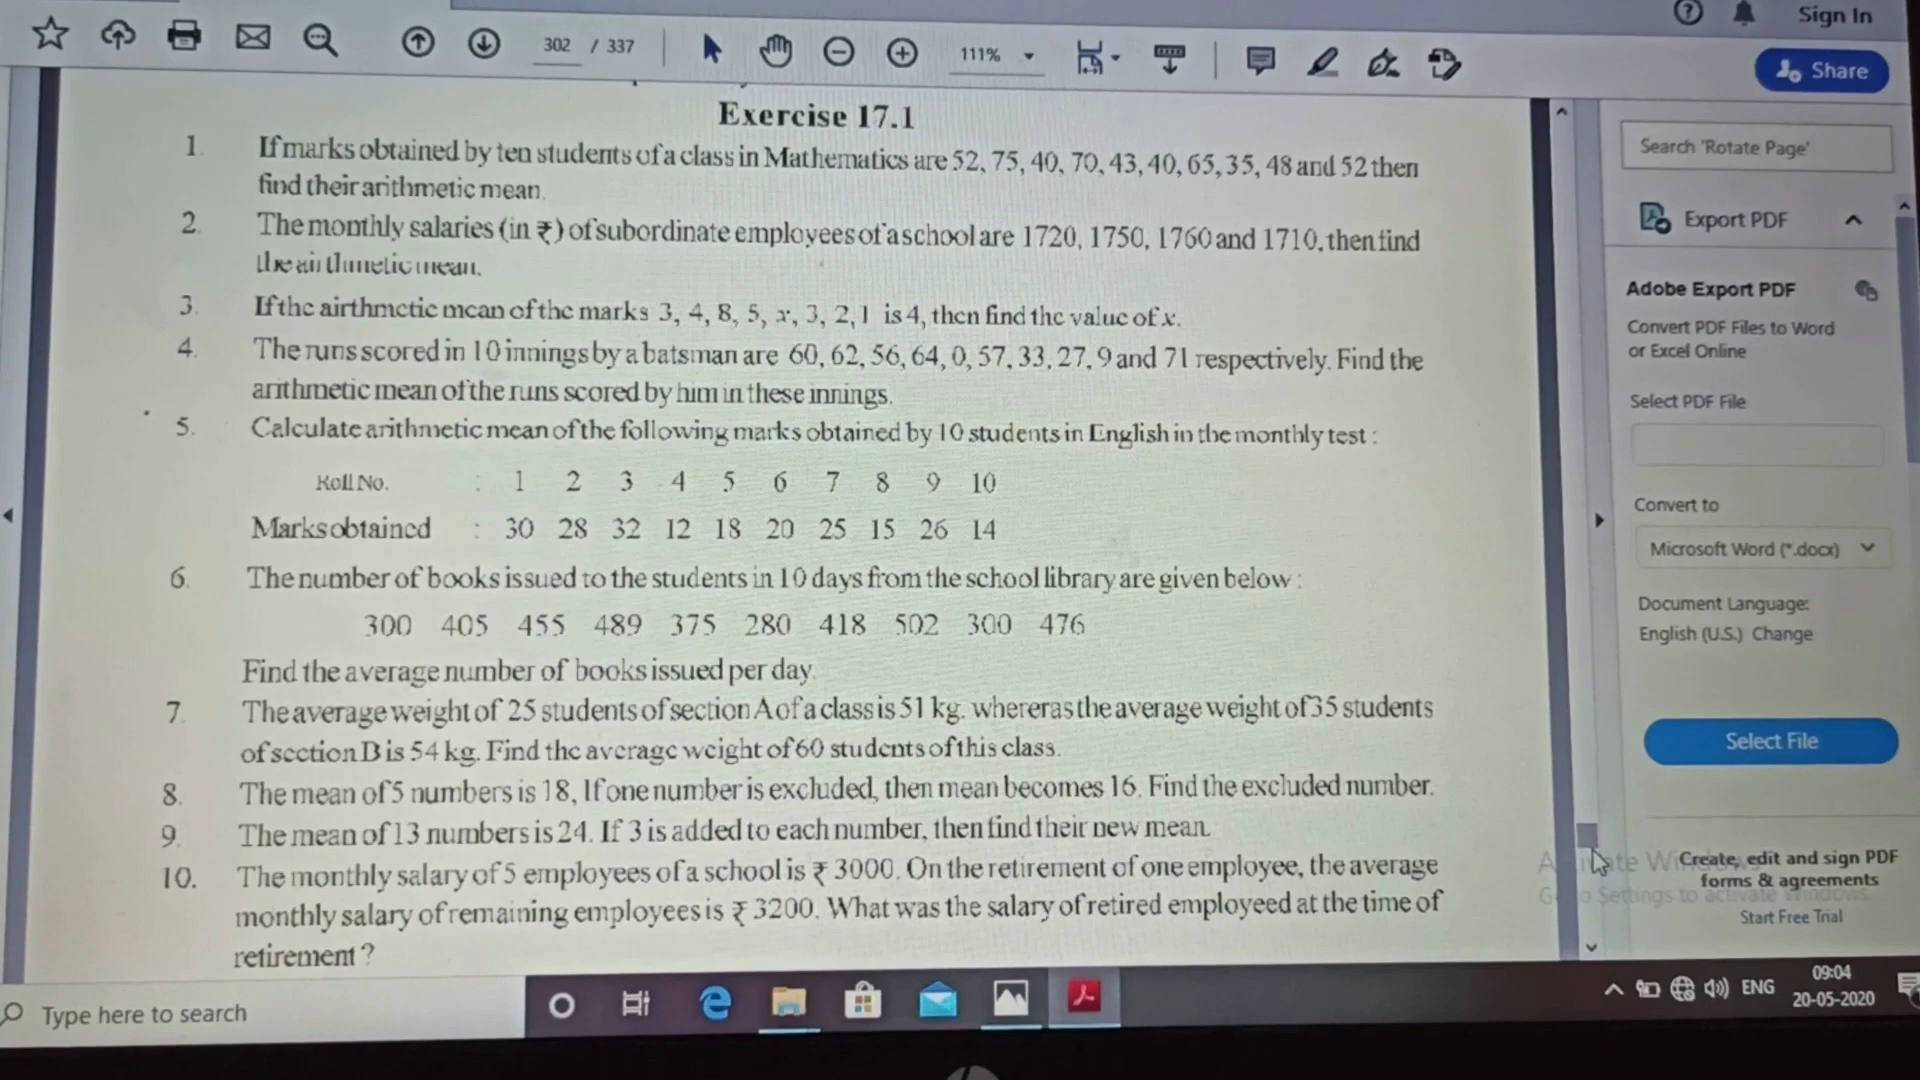 Sign In
302 / 337
111%
Share
Exercise 17.1
1. If marks obtained by ten students of a class in Mathematics are 52, 75, 40, 70, 43, 40, 65, 35, 48 and 52 then
find their arithmetic mean.
2. The monthly salaries (in ₹) of subordinate employees of a school are 1720, 1750, 1760 and 1710, then find
the airthmetic mean.
3. If the airthmetic mean of the marks 3, 4, 8, 5, x, 3, 2, 1 is 4, then find the value of x.
4. The runs scored in 10 innings by a batsman are 60, 62, 56, 64, 0, 57, 33, 27, 9 and 71 respectively. Find the
arithmetic mean of the runs scored by him in these innings.
5. Calculate arithmetic mean of the following marks obtained by 10 students in English in the monthly test :
Roll No. : 1 2 3 4 5 6 7 8 9 10
Marks obtained : 30 28 32 12 18 20 25 15 26 14
6. The number of books issued to the students in 10 days from the school library are given below :
300 405 455 489 375 280 418 502 300 476
Find the average number of books issued per day.
7. The average weight of 25 students of section A of a class is 51 kg. whereras the average weight of 35 students
of section B is 54 kg. Find the average weight of 60 students of this class.
8. The mean of 5 numbers is 18, If one number is excluded, then mean becomes 16. Find the excluded number.
9. The mean of 13 numbers is 24. If 3 is added to each number, then find their new mean.
10. The monthly salary of 5 employees of a school is ₹ 3000. On the retirement of one employee, the average
monthly salary of remaining employees is ₹ 3200. What was the salary of retired employeed at the time of
retirement ?
Search 'Rotate Page'
Export PDF
Adobe Export PDF
Convert PDF Files to Word
or Excel Online
Select PDF File
Convert to
Microsoft Word (*.docx)
Document Language:
English (U.S.) Change
Select File
Create, edit and sign PDF
forms & agreements
Start Free Trial
Settings to activate Windows.
Type here to search
ENG
09:04
20-05-2020